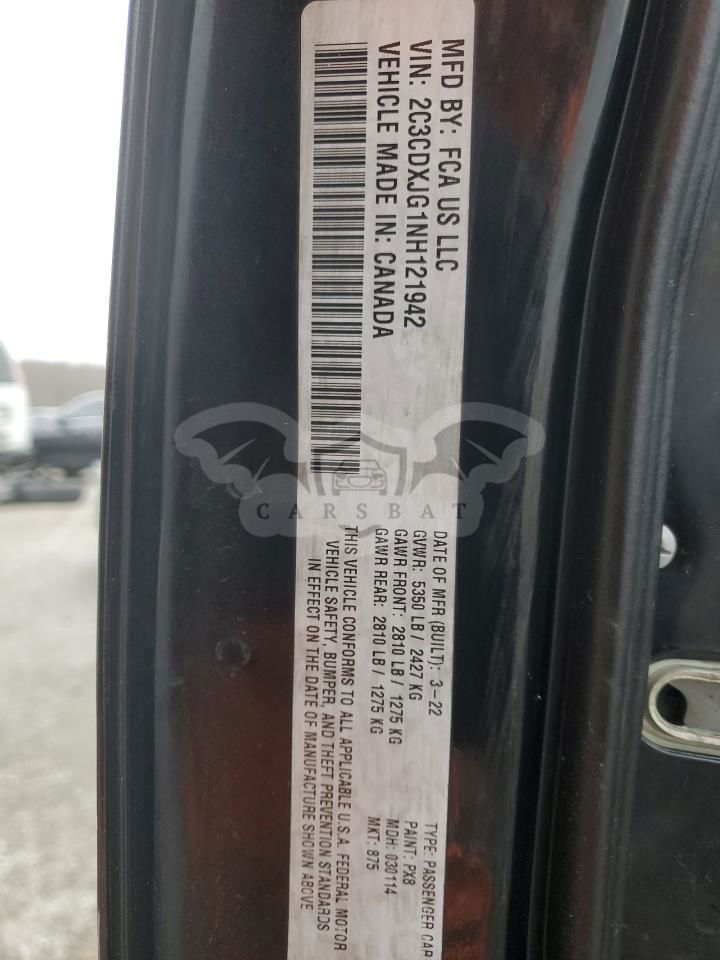 MFD BY: FCA US LLC
VIN: 2C3CDXJG1NH121942
VEHICLE MADE IN: CANADA
DATE OF MFR (BUILT): 3-22
GVWR: 5350 LB / 2427 KG
GAWR FRONT: 2810 LB / 1275 KG
GAWR REAR: 2810 LB / 1275 KG
THIS VEHICLE CONFORMS TO ALL APPLICABLE U.S.A. FEDERAL MOTOR
VEHICLE SAFETY, BUMPER, AND THEFT PREVENTION STANDARDS
IN EFFECT ON THE DATE OF MANUFACTURE SHOWN ABOVE
TYPE: PASSENGER CAR
PAINT: PX8
MDH: 030114
MKT: 875
CARSBAT